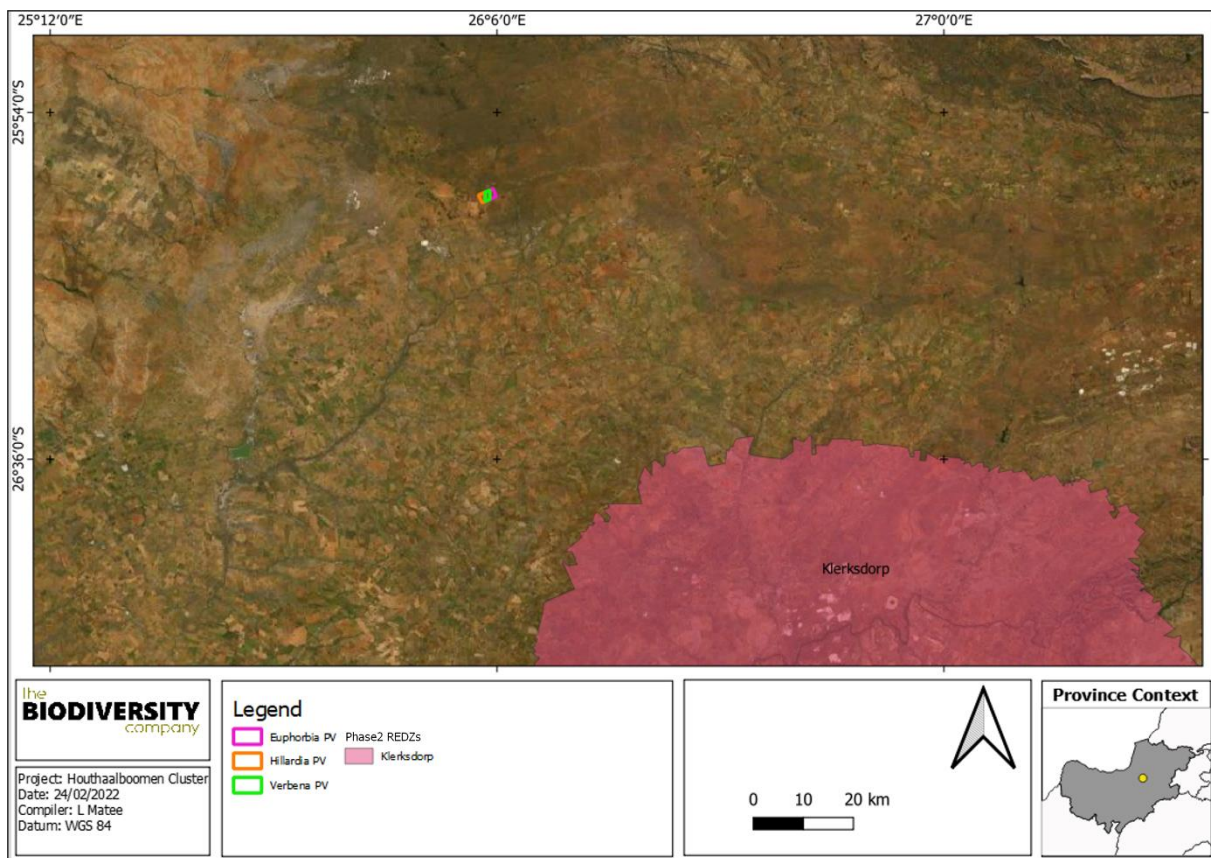 25°12'0"E
26°6'0"E
27°0'0"E
25°54'0"S
26°36'0"S
Klerksdorp
the
BIODIVERSITY
company
Project: Houthaalboomen Cluster
Date: 24/02/2022
Compiler: L Matee
Datum: WGS 84
Legend
Euphorbia PV
Hillardia PV
Verbena PV
Phase2 REDZs
Klerksdorp
0 10 20 km
Province Context